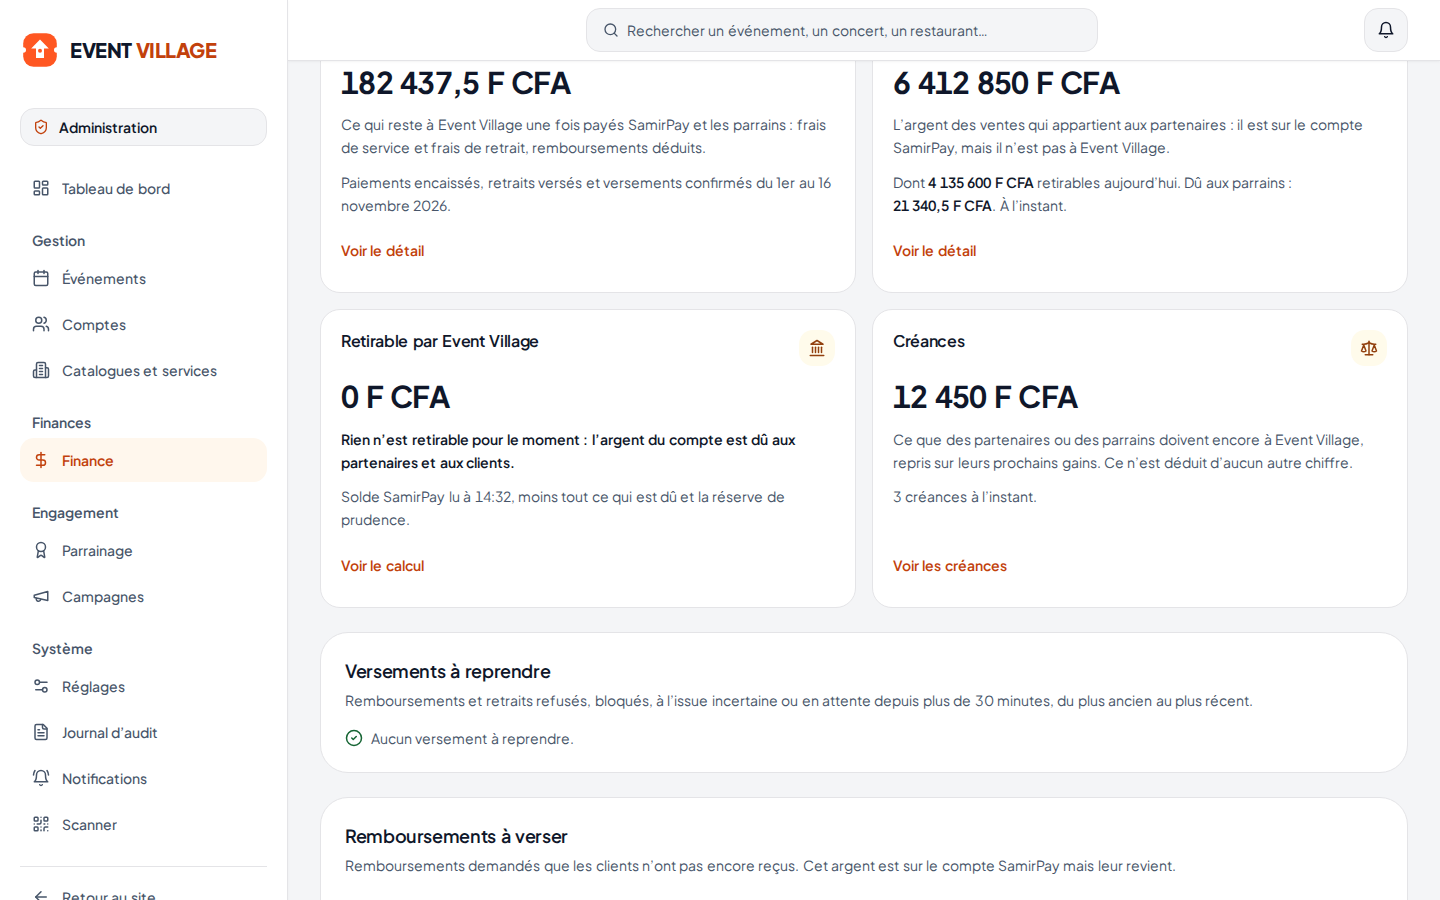 EVENT VILLAGE
Administration
Tableau de bord
Gestion
Événements
Comptes
Catalogues et services
Finances
Finance
Engagement
Parrainage
Campagnes
Système
Réglages
Journal d’audit
Notifications
Scanner
Retour au site
Rechercher un événement, un concert, un restaurant…
182 437,5 F CFA
Ce qui reste à Event Village une fois payés SamirPay et les parrains : frais
de service et frais de retrait, remboursements déduits.
Paiements encaissés, retraits versés et versements confirmés du 1er au 16
novembre 2026.
Voir le détail
6 412 850 F CFA
L’argent des ventes qui appartient aux partenaires : il est sur le compte
SamirPay, mais il n’est pas à Event Village.
Dont 4 135 600 F CFA retirables aujourd’hui. Dû aux parrains :
21 340,5 F CFA. À l’instant.
Voir le détail
Retirable par Event Village
0 F CFA
Rien n’est retirable pour le moment : l’argent du compte est dû aux
partenaires et aux clients.
Solde SamirPay lu à 14:32, moins tout ce qui est dû et la réserve de
prudence.
Voir le calcul
Créances
12 450 F CFA
Ce que des partenaires ou des parrains doivent encore à Event Village,
repris sur leurs prochains gains. Ce n’est déduit d’aucun autre chiffre.
3 créances à l’instant.
Voir les créances
Versements à reprendre
Remboursements et retraits refusés, bloqués, à l’issue incertaine ou en attente depuis plus de 30 minutes, du plus ancien au plus récent.
Aucun versement à reprendre.
Remboursements à verser
Remboursements demandés que les clients n’ont pas encore reçus. Cet argent est sur le compte SamirPay mais leur revient.